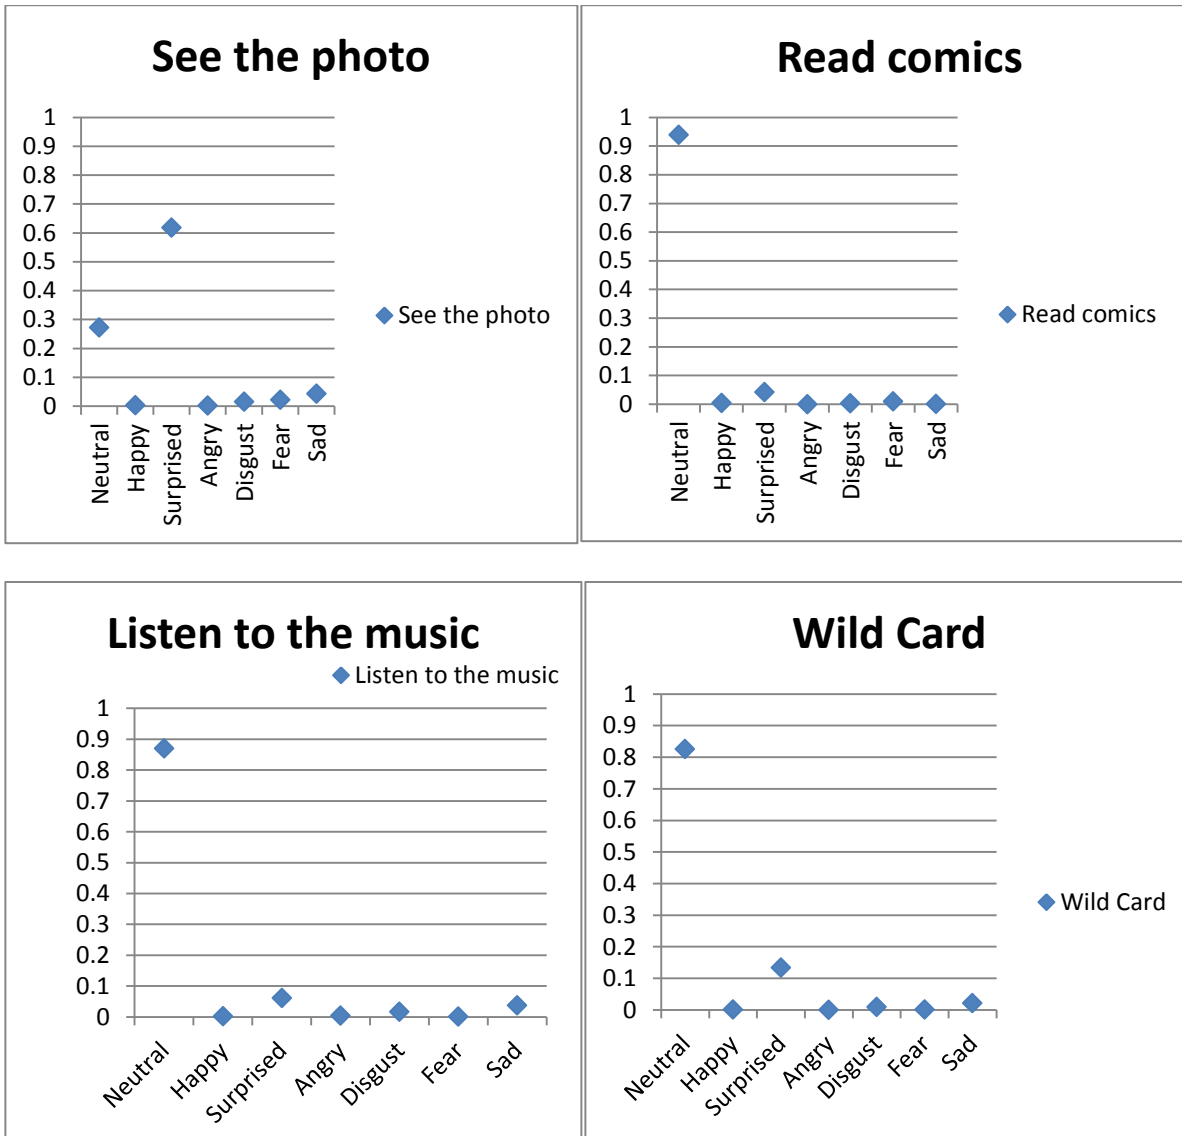 See the photo
1
0.9
0.8
0.7
0.6
0.5
0.4
0.3
0.2
0.1
0
Neutral
Happy
Surprised
Angry
Disgust
Fear
Sad
See the photo
Read comics
1
0.9
0.8
0.7
0.6
0.5
0.4
0.3
0.2
0.1
0
Neutral
Happy
Surprised
Angry
Disgust
Fear
Sad
Read comics
Listen to the music
Listen to the music
1
0.9
0.8
0.7
0.6
0.5
0.4
0.3
0.2
0.1
0
Neutral
Happy
Surprised
Angry
Disgust
Fear
Sad
Wild Card
1
0.9
0.8
0.7
0.6
0.5
0.4
0.3
0.2
0.1
0
Neutral
Happy
Surprised
Angry
Disgust
Fear
Sad
Wild Card